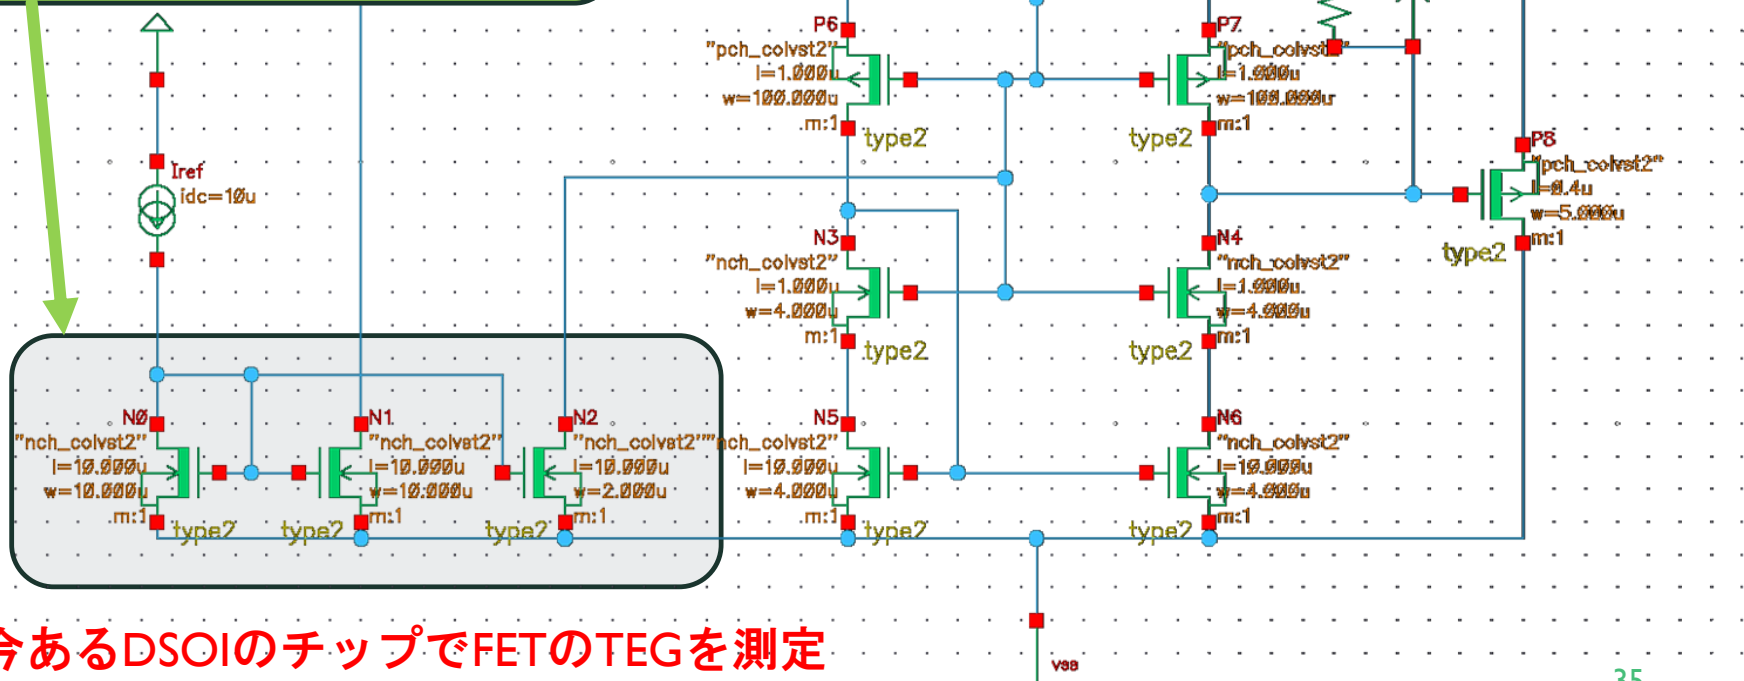 P6
"pch_colvst2"
l=1.000u
w=100.000u
m:1
type2
P7
"pch_colvst2"
l=1.000u
w=100.000u
m:1
type2
Iref
idc=10u
P8
"pch_colvst2"
l=0.4u
w=5.000u
m:1
type2
N3
"nch_colvst2"
l=1.000u
w=4.000u
m:1
type2
N4
"nch_colvst2"
l=1.000u
w=4.000u
m:1
type2
N0
"nch_colvst2"
l=10.000u
w=10.000u
m:1
type2
N1
"nch_colvst2"
l=10.000u
w=10.000u
m:1
type2
N2
"nch_colvst2"
l=10.000u
w=2.000u
m:1
type2
N5
"nch_colvst2"
l=10.000u
w=4.000u
m:1
type2
N6
"nch_colvst2"
l=10.000u
w=4.000u
m:1
type2
今あるDSOIのチップでFETのTEGを測定
vss
35